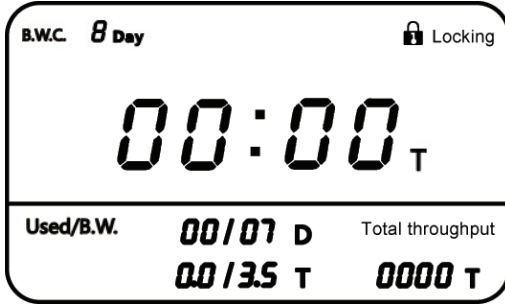 B.W.C. 8 Day Locking
00:00 T
Used/B.W. 00/07 D Total throughput
0.0/3.5 T 0000 T